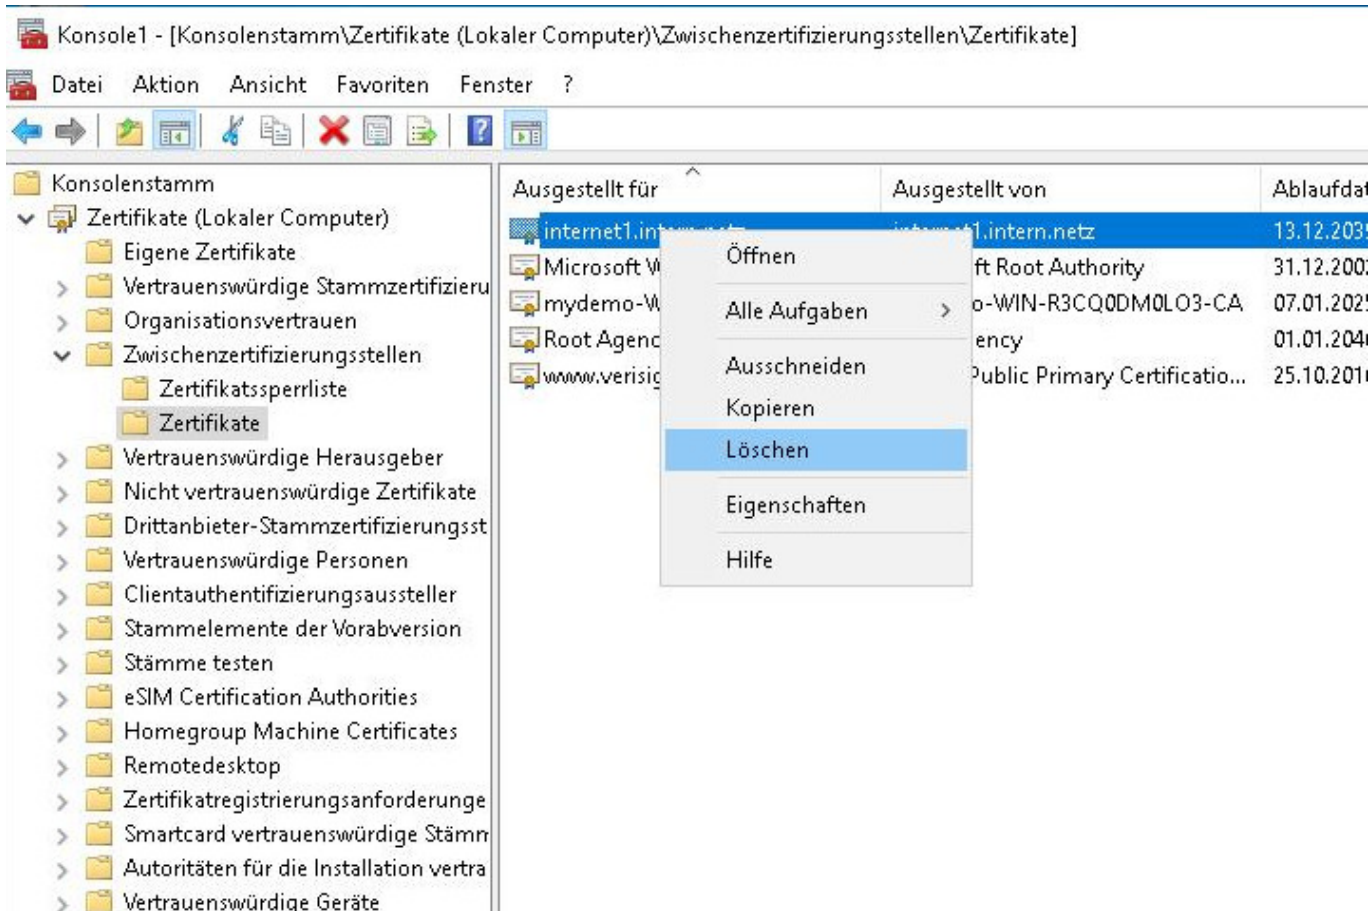 Konsole1 - [Konsolenstamm\Zertifikate (Lokaler Computer)\Zwischenzertifizierungsstellen\Zertifikate]
Datei Aktion Ansicht Favoriten Fenster ?
Konsolenstamm
Zertifikate (Lokaler Computer)
Eigene Zertifikate
Vertrauenswürdige Stammzertifizieru
Organisationsvertrauen
Zwischenzertifizierungsstellen
Zertifikatssperrliste
Zertifikate
Vertrauenswürdige Herausgeber
Nicht vertrauenswürdige Zertifikate
Drittanbieter-Stammzertifizierungsst
Vertrauenswürdige Personen
Clientauthentifizierungsaussteller
Stammelemente der Vorabversion
Stämme testen
eSIM Certification Authorities
Homegroup Machine Certificates
Remotedesktop
Zertifikatregistrierungsanforderunge
Smartcard vertrauenswürdige Stämm
Autoritäten für die Installation vertra
Vertrauenswürdige Geräte
Ausgestellt für Ausgestellt von Ablaufdat
internet1.intern.netz internet1.intern.netz 13.12.203
Microsoft W ft Root Authority 31.12.200
mydemo-W o-WIN-R3CQ0DM0LO3-CA 07.01.202
Root Agenc ency 01.01.204
www.verisig Public Primary Certificatio... 25.10.201
Öffnen
Alle Aufgaben
Ausschneiden
Kopieren
Löschen
Eigenschaften
Hilfe